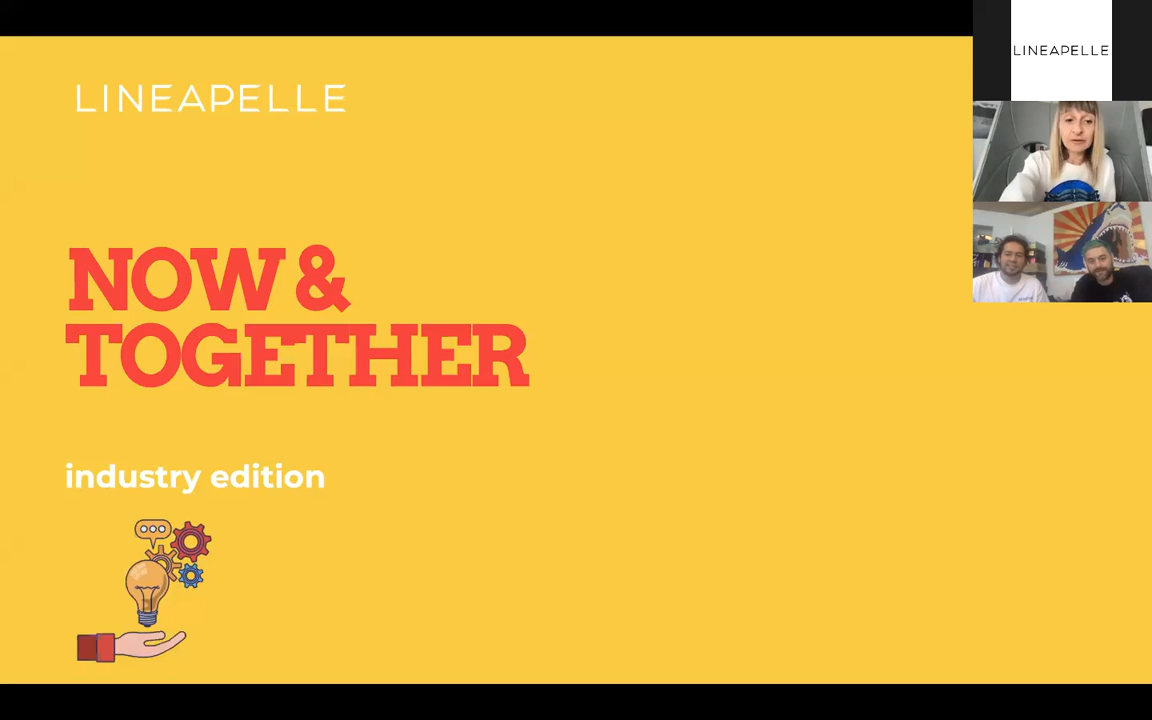 LINEAPELLE
NOW &
TOGETHER
industry edition
LINEAPELLE